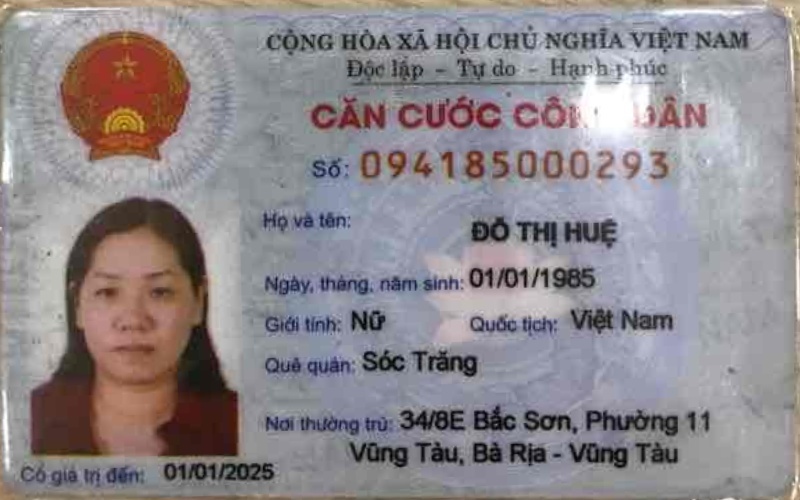 CỘNG HÒA XÃ HỘI CHỦ NGHĨA VIỆT NAM
Độc lập - Tự do - Hạnh phúc
CĂN CƯỚC CÔNG DÂN
Số: 094185000293
Họ và tên: ĐỖ THỊ HUỆ
Ngày, tháng, năm sinh: 01/01/1985
Giới tính: Nữ Quốc tịch: Việt Nam
Quê quán: Sóc Trăng
Nơi thường trú: 34/8E Bắc Sơn, Phường 11
Vũng Tàu, Bà Rịa - Vũng Tàu
Có giá trị đến: 01/01/2025